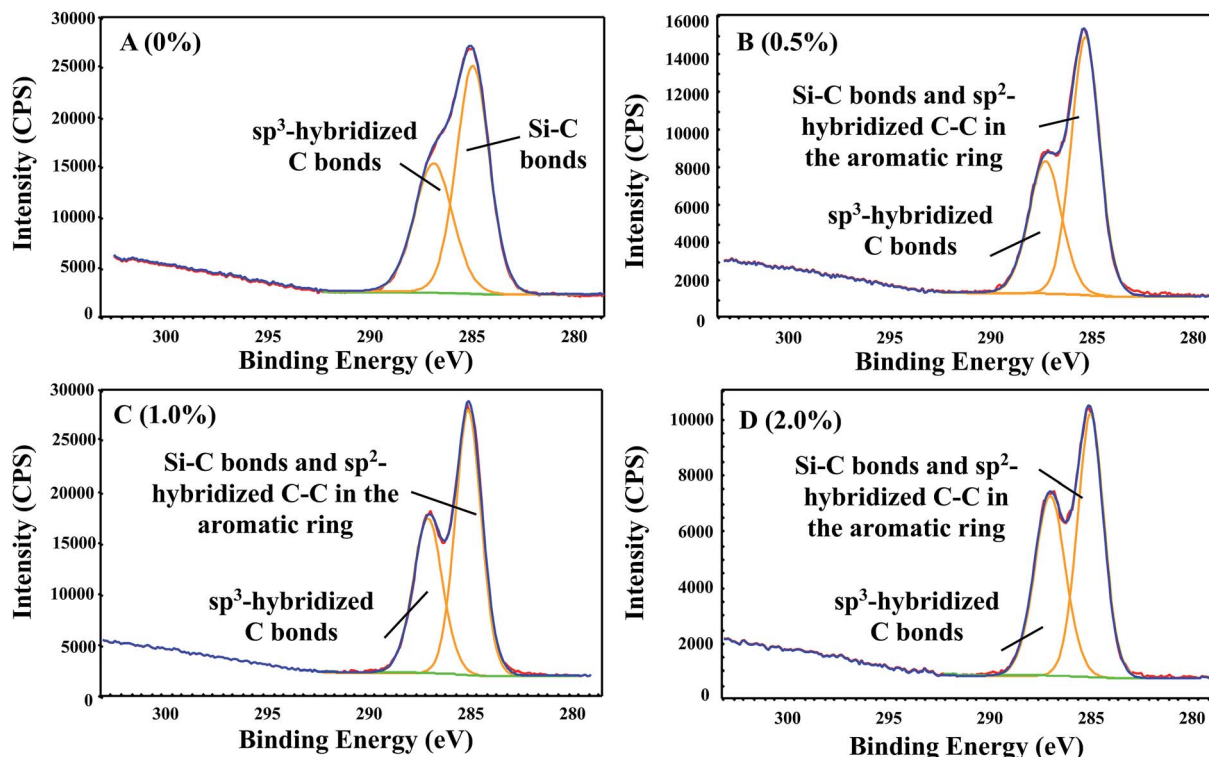 A (0%)
Intensity (CPS)
30000
25000
20000
15000
10000
5000
0
sp³-hybridized
C bonds
Si-C
bonds
300
295
290
285
280
Binding Energy (eV)
B (0.5%)
Intensity (CPS)
16000
14000
12000
10000
8000
6000
4000
2000
0
Si-C bonds and sp²-
hybridized C-C in
the aromatic ring
sp³-hybridized
C bonds
300
295
290
285
280
Binding Energy (eV)
C (1.0%)
Intensity (CPS)
30000
25000
20000
15000
10000
5000
0
Si-C bonds and sp²-
hybridized C-C in the
aromatic ring
sp³-hybridized
C bonds
300
295
290
285
280
Binding Energy (eV)
D (2.0%)
Intensity (CPS)
10000
8000
6000
4000
2000
0
Si-C bonds and sp²-
hybridized C-C in
the aromatic ring
sp³-hybridized
C bonds
300
295
290
285
280
Binding Energy (eV)